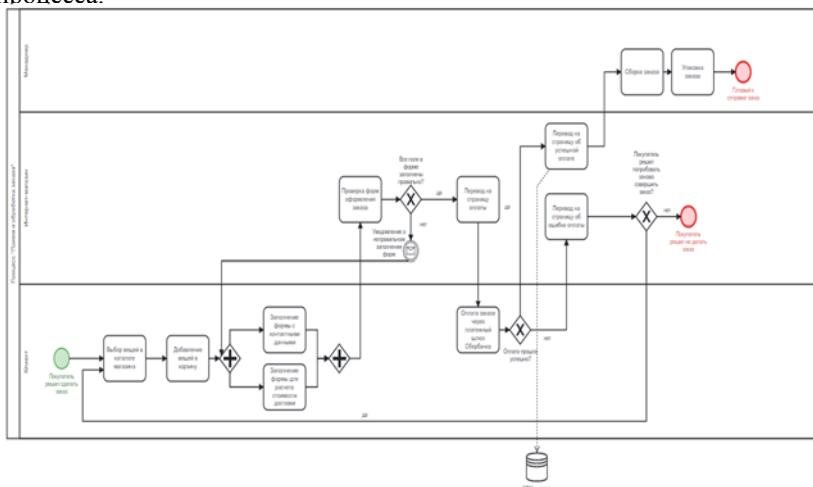 процесса.
Процесс "Прием и обработка заказа"
Менеджер
Сборка заказа
Упаковка
заказа
Готовый к
отправке заказ
Интернет-магазин
Проверка форм
оформления
заказа
Все поля в
форме
заполнены
правильно?
да
нет
Уведомление о
неправильном
заполнении
форм
Перевод на
страницу
оплаты
да
Перевод на
страницу об
успешной
оплате
Перевод на
страницу об
ошибке оплаты
Покупатель
решил
попробовать
заново
совершить
заказ?
нет
Покупатель
решил не делать
заказ
Клиент
Покупатель
решил сделать
заказ
Выбор вещей в
каталоге
магазина
Добавление
вещей в
корзину
Заполнение
формы с
контактными
данными
Заполнение
формы для
расчета
стоимости
доставки
Оплата заказа
через
платежный
шлюз
Сбербанка
Оплата прошла
успешно?
нет
да